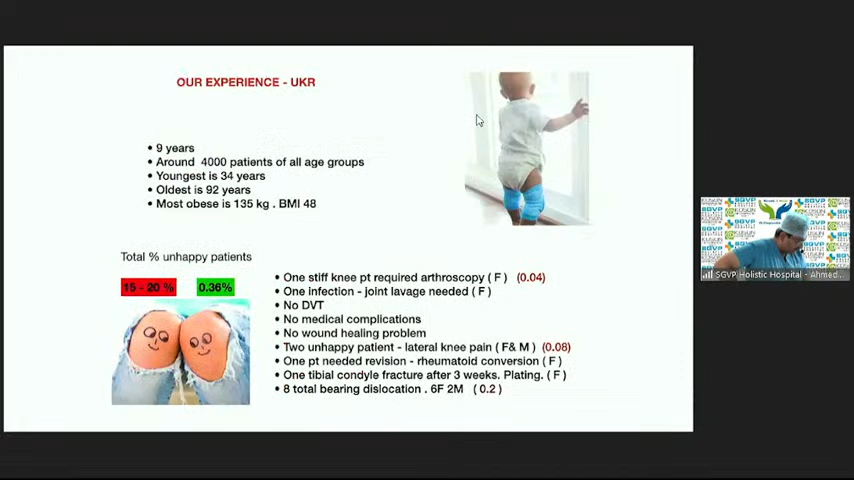 OUR EXPERIENCE - UKR
• 9 years
• Around 4000 patients of all age groups
• Youngest is 34 years
• Oldest is 92 years
• Most obese is 135 kg . BMI 48
Total % unhappy patients
15 - 20 %
0.36%
• One stiff knee pt required arthroscopy ( F ) (0.04)
• One infection - joint lavage needed ( F )
• No DVT
• No medical complications
• No wound healing problem
• Two unhappy patient - lateral knee pain ( F& M ) (0.08)
• One pt needed revision - rheumatoid conversion ( F )
• One tibial condyle fracture after 3 weeks. Plating. ( F )
• 8 total bearing dislocation . 6F 2M ( 0.2 )
SGVP
SGVP Holistic Hospital - Ahmed...